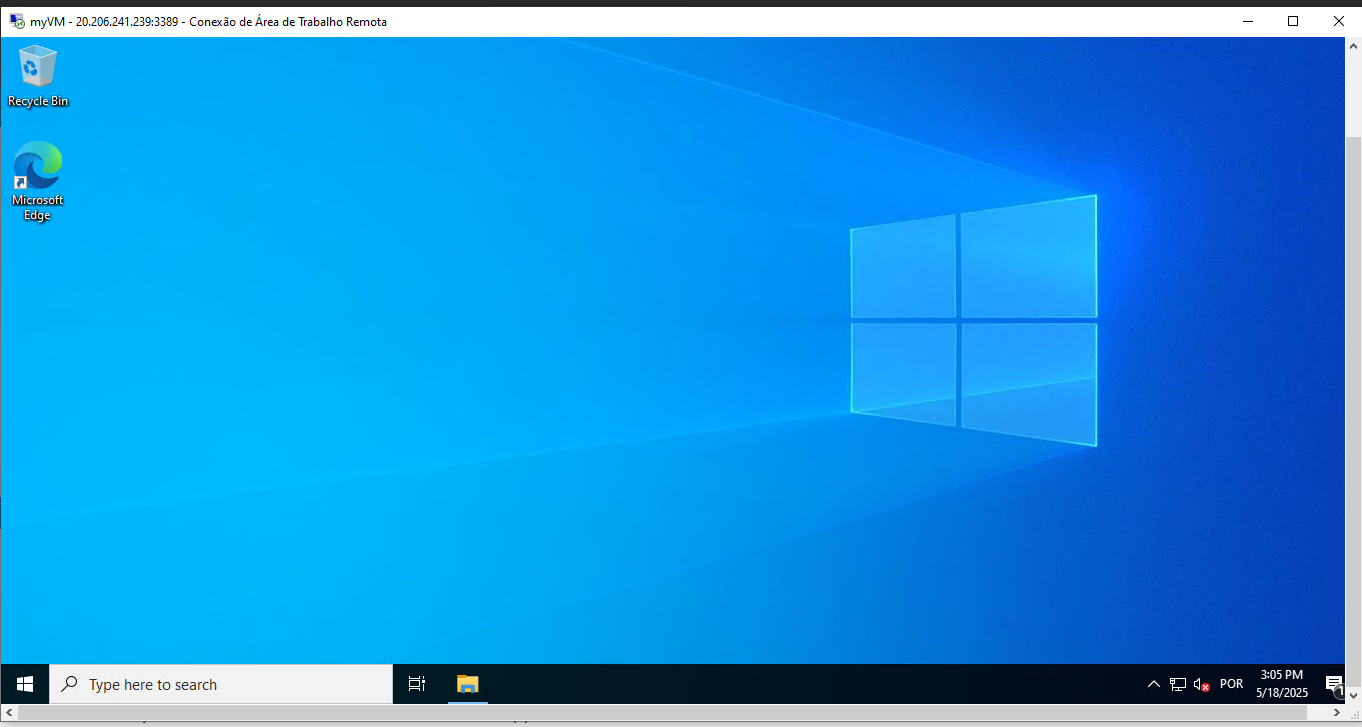 myVM - 20.206.241.239:3389 - Conexão de Área de Trabalho Remota
Recycle Bin
Microsoft
Edge
Type here to search
POR
3:05 PM
5/18/2025
1